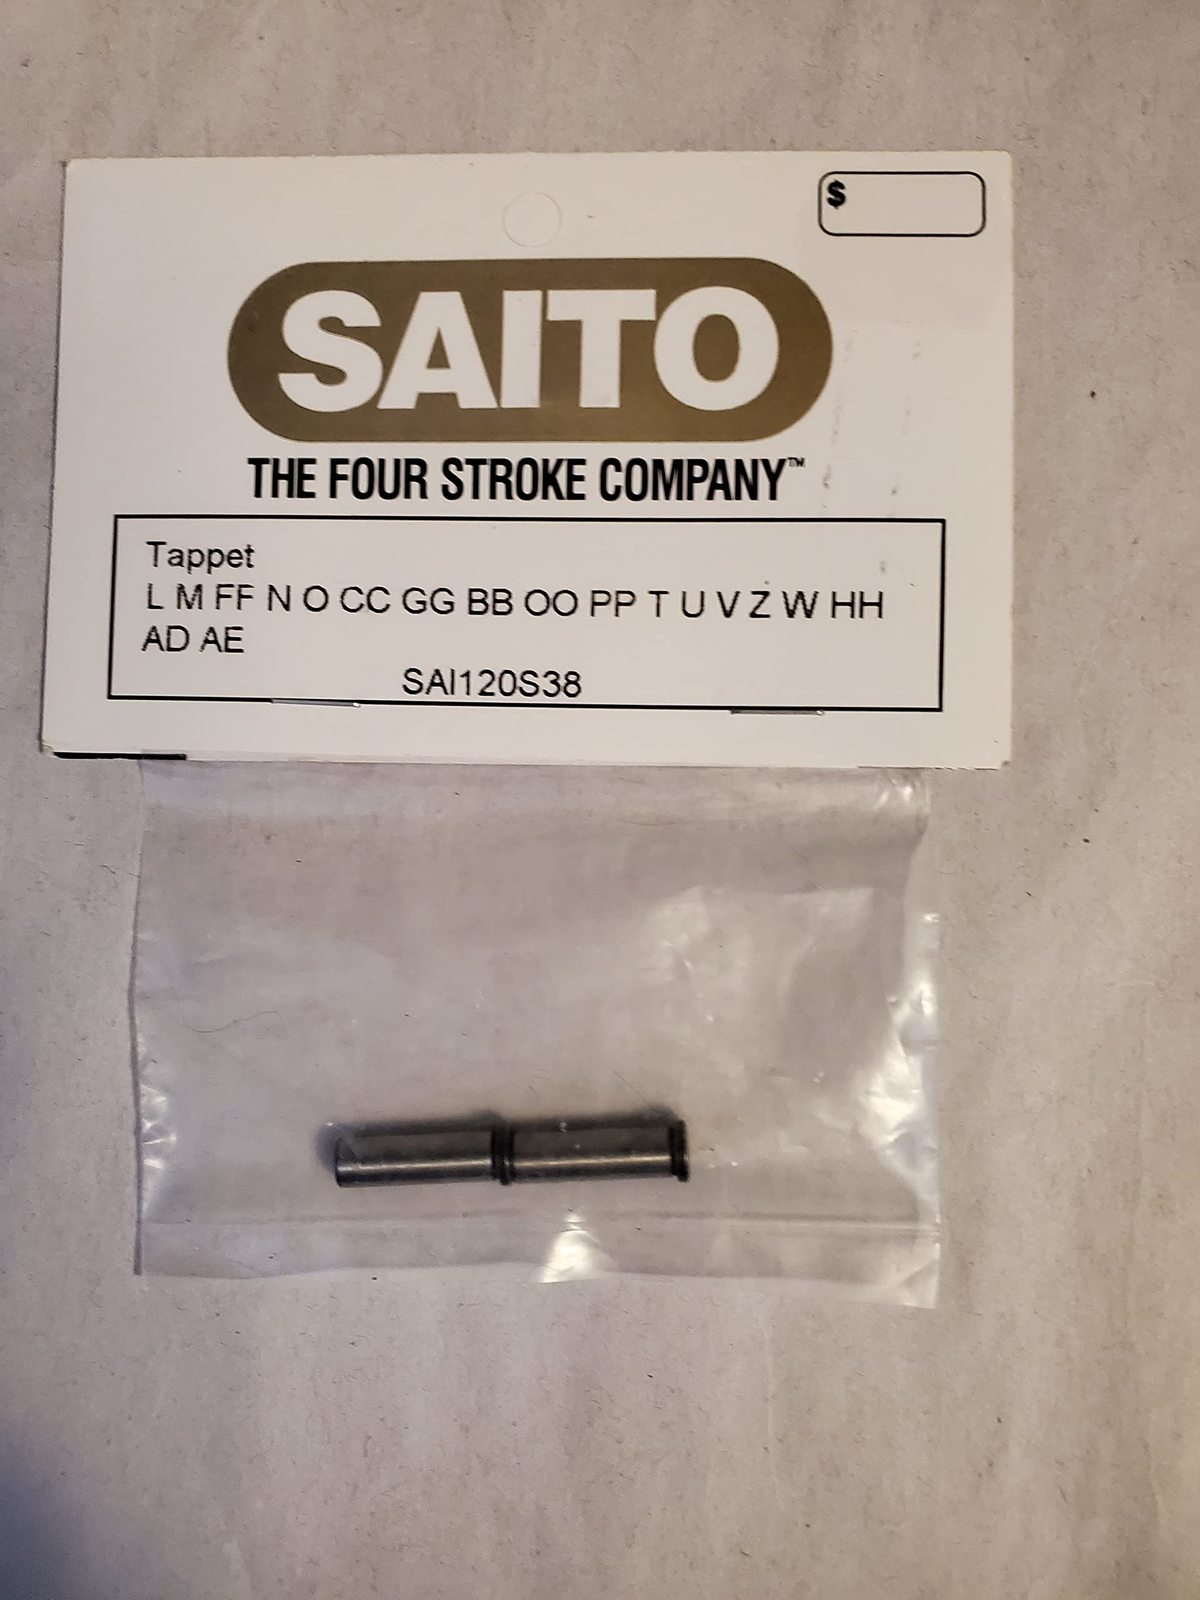 $
SAITO
THE FOUR STROKE COMPANY™
Tappet
L M FF N O CC GG BB OO PP T U V Z W HH
AD AE
SAI120S38